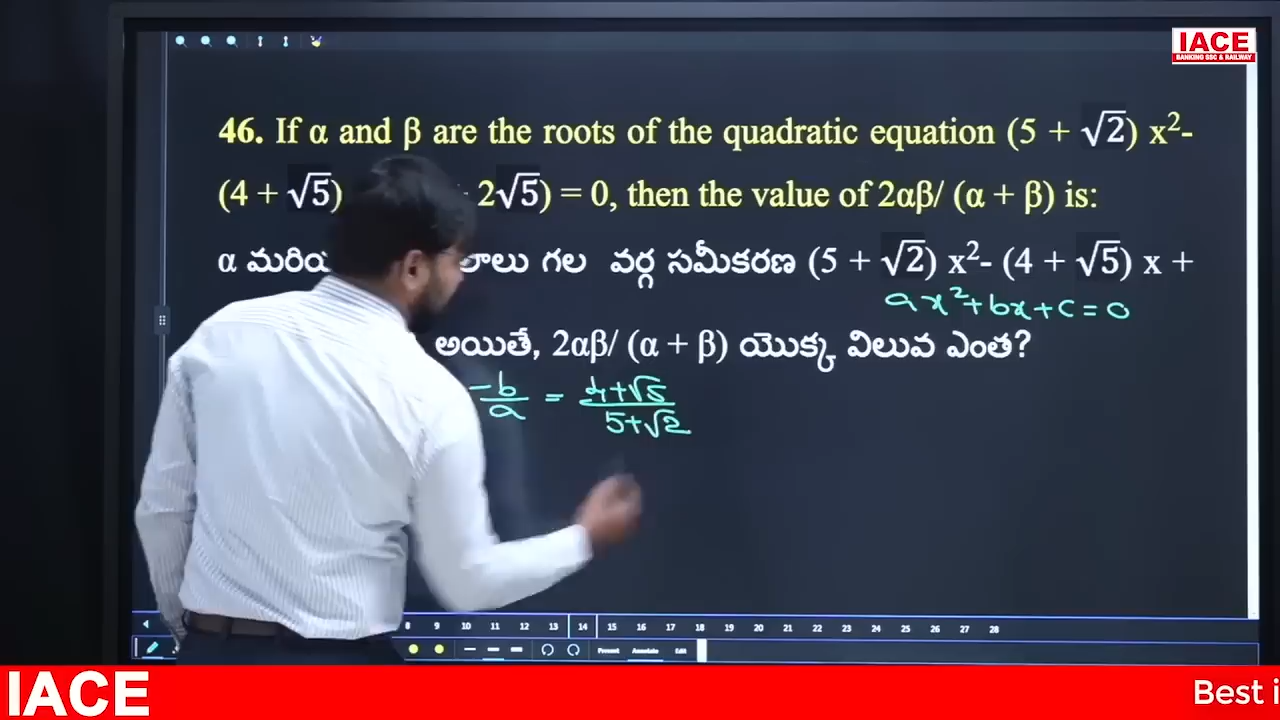 IACE
BANKING SSC & RAILWAY
46. If α and β are the roots of the quadratic equation (5 + √2) x²-
(4 + √5) 2√5) = 0, then the value of 2αβ/ (α + β) is:
α గల వర్గ సమీకరణ (5 + √2) x²- (4 + √5) x +
ax²+bx+c=0
అయితే, 2αβ/ (α + β) యొక్క విలువ ఎంత?
-b/a = 4+√5/5+√2
8 9 10 11 12 13 14 15 16 17 18 19 20 21 22 23 24 25 26 27 28
Present Annotate Edit
IACE Best i